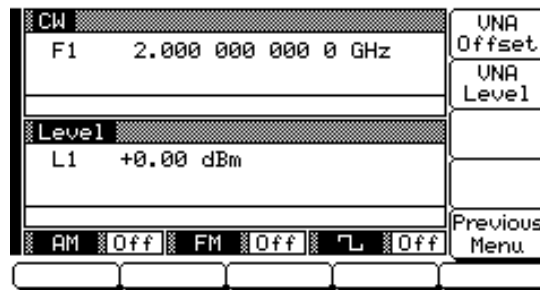 CW
F1 2.000 000 000 0 GHz
Level
L1 +0.00 dBm
AM Off FM Off Off
VNA
Offset
VNA
Level
Previous
Menu